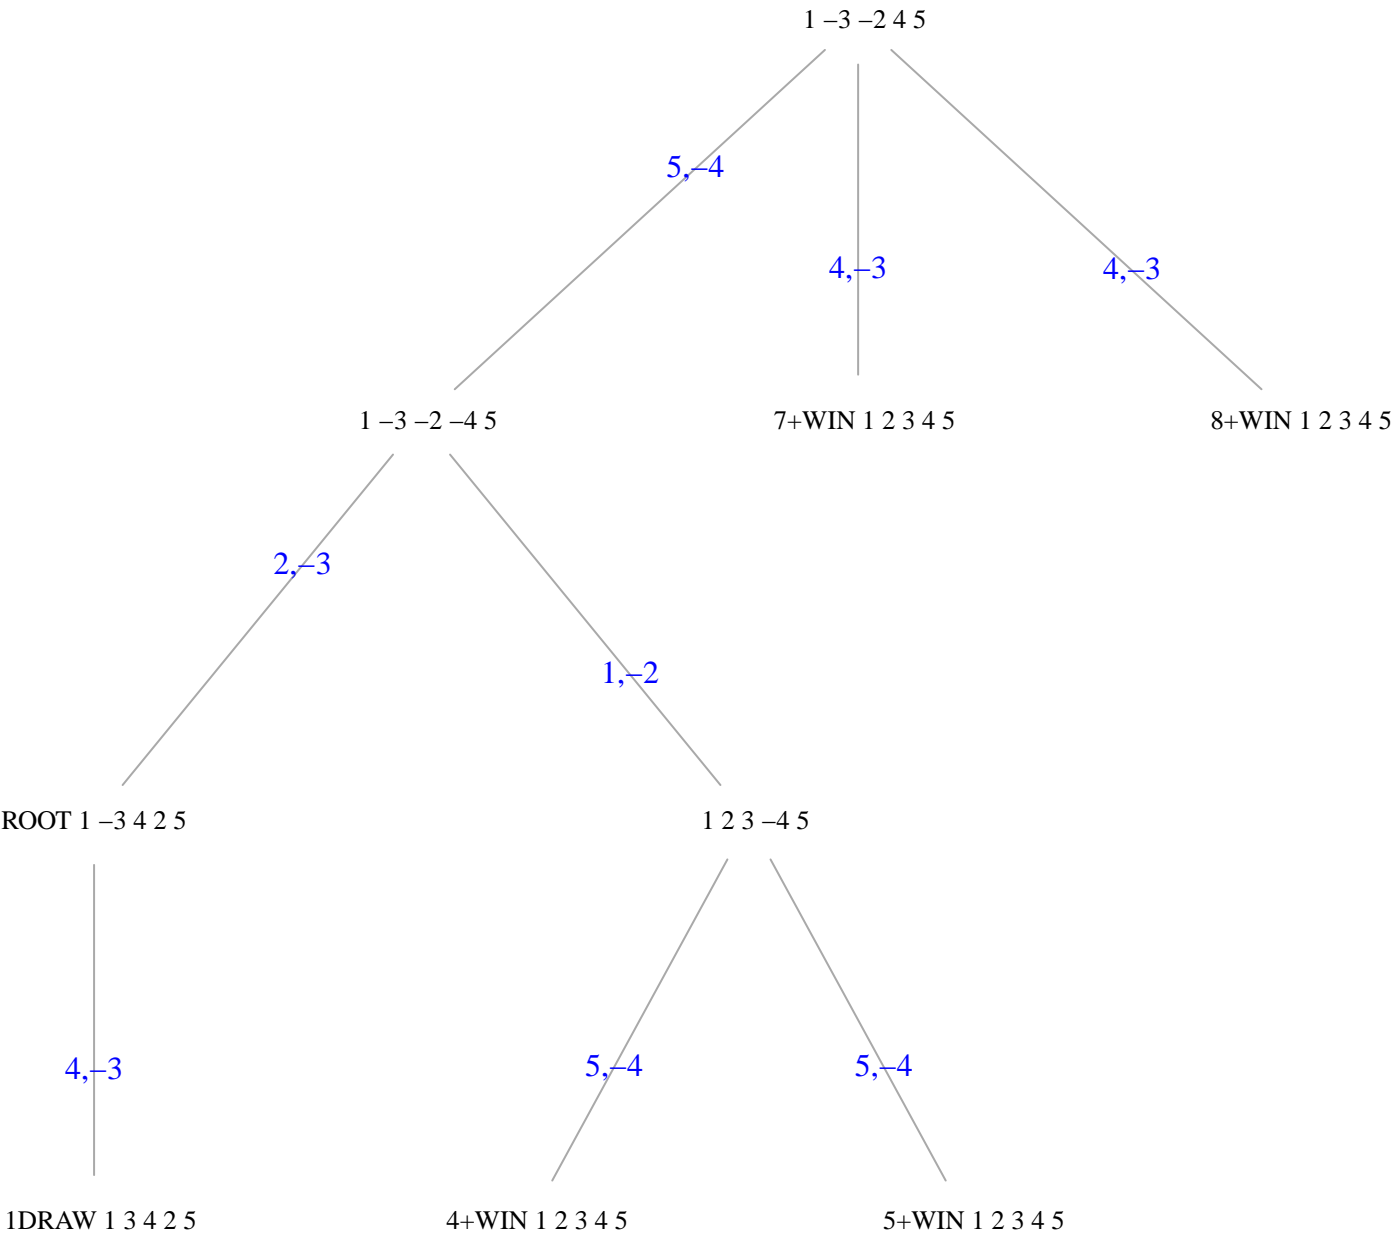 1 –3 –2 4 5
5,–4
4,–3
4,–3
1 –3 –2 –4 5
7+WIN 1 2 3 4 5
8+WIN 1 2 3 4 5
2,–3
1,–2
ROOT 1 –3 4 2 5
1 2 3 –4 5
4,–3
5,–4
5,–4
1DRAW 1 3 4 2 5
4+WIN 1 2 3 4 5
5+WIN 1 2 3 4 5